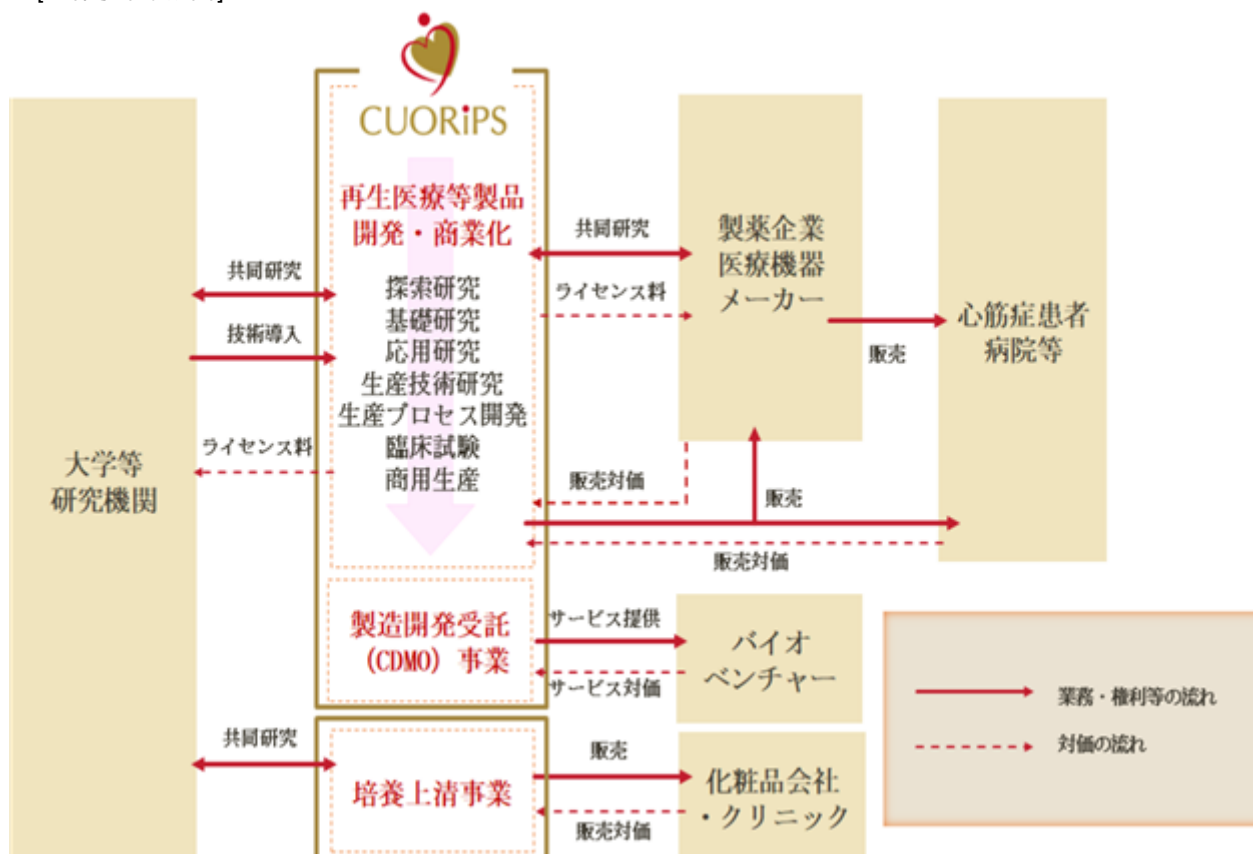 CUORiPS
再生医療等製品
開発・商業化
探索研究
基礎研究
応用研究
生産技術研究
生産プロセス開発
臨床試験
商用生産
共同研究
技術導入
ライセンス料
大学等
研究機関
共同研究
ライセンス料
製薬企業
医療機器
メーカー
販売
心筋症患者
病院等
販売対価
販売
販売対価
製造開発受託
(CDMO) 事業
サービス提供
サービス対価
バイオ
ベンチャー
共同研究
培養上清事業
販売
販売対価
化粧品会社
・クリニック
業務・権利等の流れ
対価の流れ